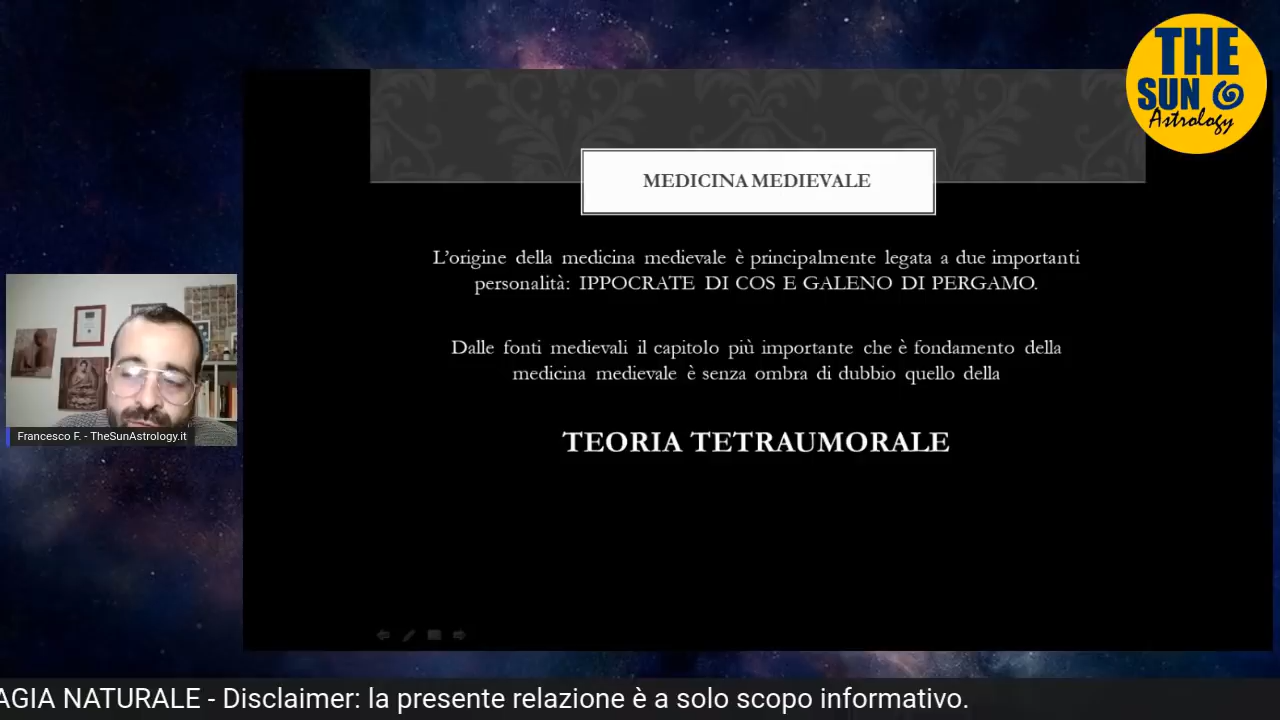 THE
SUN
Astrology
MEDICINA MEDIEVALE
L'origine della medicina medievale è principalmente legata a due importanti
personalità: IPPOCRATE DI COS E GALENO DI PERGAMO.
Dalle fonti medievali il capitolo più importante che è fondamento della
medicina medievale è senza ombra di dubbio quello della
TEORIA TETRAUMORALE
Francesco F. - TheSunAstrology.it
AGIA NATURALE - Disclaimer: la presente relazione è a solo scopo informativo.